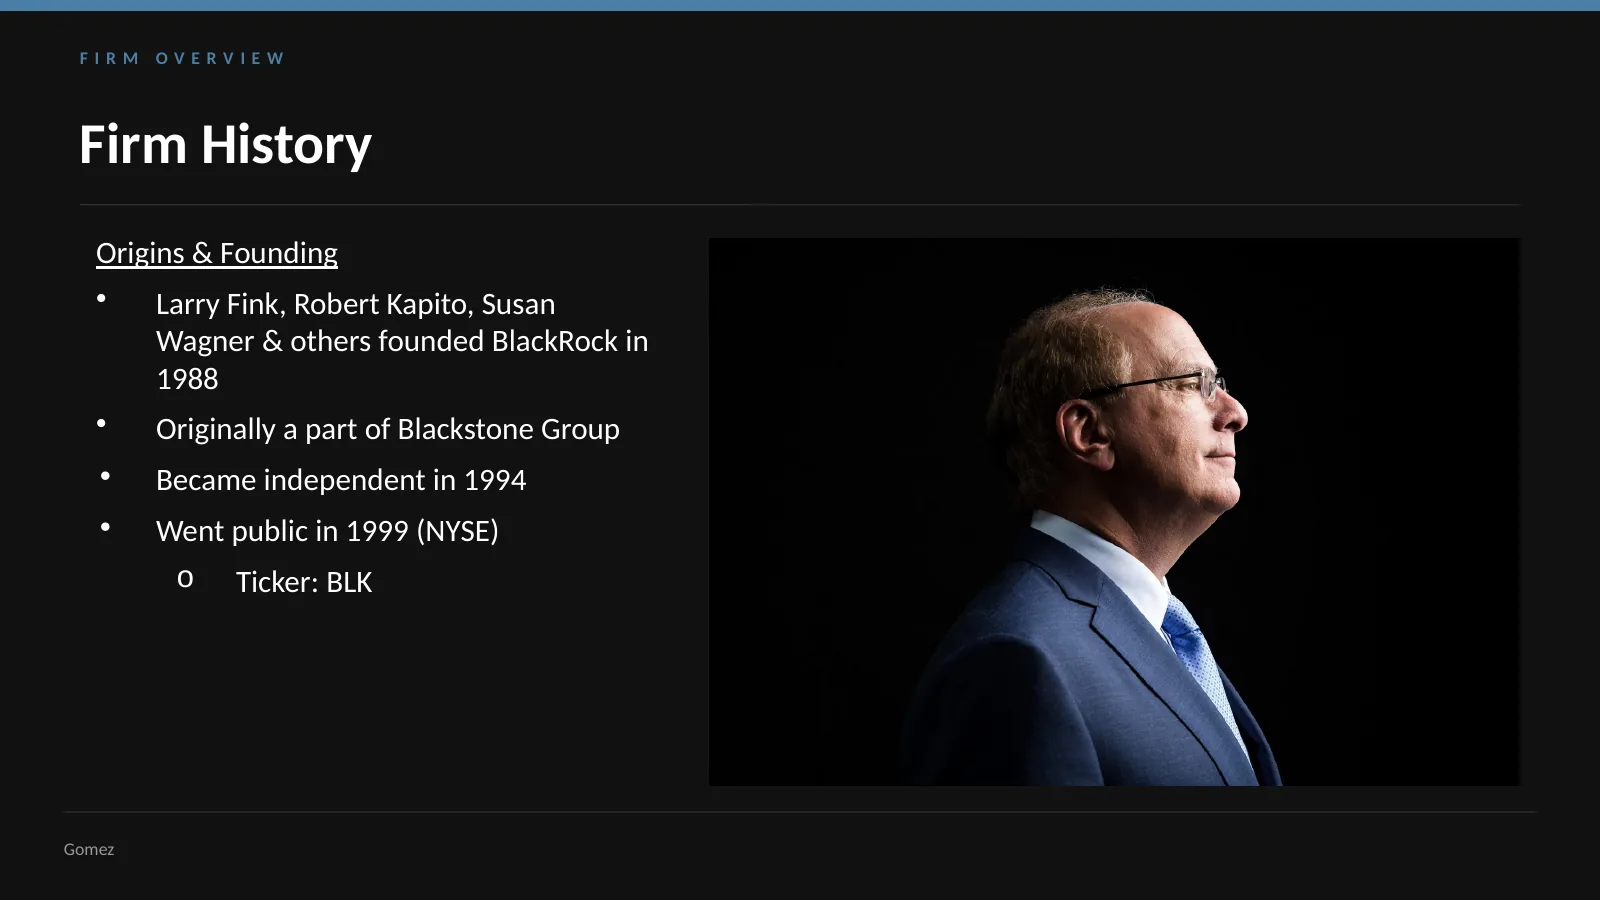 FIRM OVERVIEW
Firm History
Origins & Founding
• Larry Fink, Robert Kapito, Susan
Wagner & others founded BlackRock in
1988
• Originally a part of Blackstone Group
• Became independent in 1994
• Went public in 1999 (NYSE)
o Ticker: BLK
Gomez